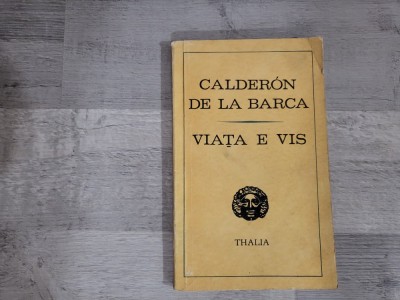 CALDERÓN
DE LA BARCA
VIAȚA E VIS
THALIA